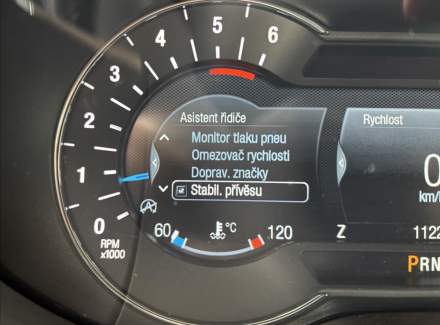 6
5
4
3
2
1
0
RPM
x1000
Asistent řidiče
Monitor tlaku pneu
Omezovač rychlosti
Doprav. značky
Stabil. přívěsu
60 °C 120
Rychlost
0
km/
Z 1122
PRN